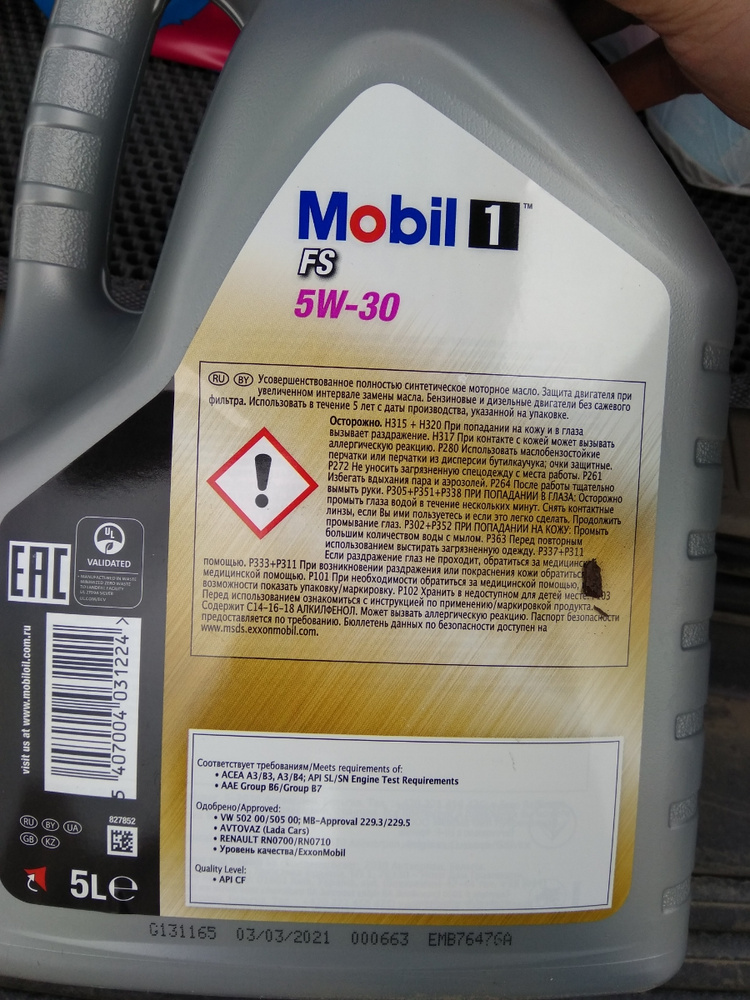 Mobil 1™
FS
5W-30
RU BY Усовершенствованное полностью синтетическое моторное масло. Защита двигателя при
увеличенном интервале замены масла. Бензиновые и дизельные двигатели без сажевого
фильтра. Использовать в течение 5 лет с даты производства, указанной на упаковке.
Осторожно. H315 + H320 При попадании на кожу и в глаза
вызывает раздражение. H317 При контакте с кожей может вызывать
аллергическую реакцию. P280 Использовать маслобензостойкие
перчатки или перчатки из дисперсии бутилкаучука; очки защитные.
P272 Не уносить загрязненную спецодежду с места работы. P261
Избегать вдыхания пара и аэрозолей. P264 После работы тщательно
вымыть руки. P305+P351+P338 ПРИ ПОПАДАНИИ В ГЛАЗА: Осторожно
промыть глаза водой в течение нескольких минут. Снять контактные
линзы, если Вы ими пользуетесь и если это легко сделать. Продолжить
промывание глаз. P302+P352 ПРИ ПОПАДАНИИ НА КОЖУ: Промыть
большим количеством воды с мылом. P363 Перед повторным
использованием выстирать загрязненную одежду. P337+P311
Если раздражение глаз не проходит, обратиться за медицинской
помощью. P333+P311 При возникновении раздражения или покраснения кожи обратиться за
медицинской помощью. P101 При необходимости обратиться за медицинской помощью,
возможности показать упаковку/маркировку. P102 Хранить в недоступном для детей месте.
Перед использованием ознакомиться с инструкцией по применению/маркировкой продукта.
Содержит C14-16-18 АЛКИЛФЕНОЛ. Может вызвать аллергическую реакцию. Паспорт безопасности
предоставляется по требованию. Бюллетень данных по безопасности доступен на
www.msds.exxonmobil.com.
EAC
UL
VALIDATED
visit us at www.mobiloil.com.ru
5 407004 031224 >
RU BY UA
GB KZ
827852
5L℮
Соответствует требованиям/Meets requirements of:
• ACEA A3/B3, A3/B4; API SL/SN Engine Test Requirements
• AAE Group B6/Group B7
Одобрено/Approved:
• VW 502 00/505 00; MB-Approval 229.3/229.5
• AVTOVAZ (Lada Cars)
• RENAULT RN0700/RN0710
• Уровень качества/ExxonMobil
Quality Level:
• API CF
G131165 03/03/2021 000663 EMB76476A